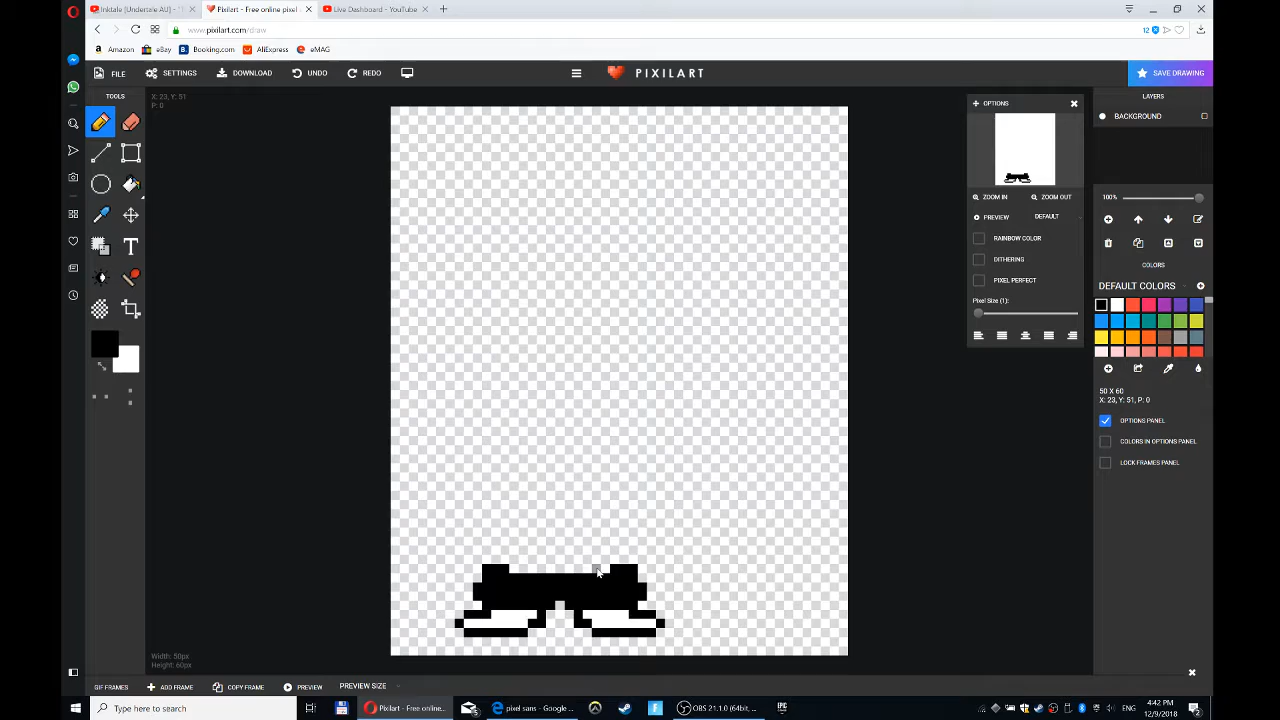 Inktale [Undertale AU] - "I
Pixilart - Free online pixel
Live Dashboard - YouTube
www.pixilart.com/draw
12
Amazon
eBay
Booking.com
AliExpress
eMAG
FILE
SETTINGS
DOWNLOAD
UNDO
REDO
PIXILART
SAVE DRAWING
TOOLS
X: 23, Y: 51
P: 0
OPTIONS
LAYERS
BACKGROUND
ZOOM IN
ZOOM OUT
100%
PREVIEW
DEFAULT
RAINBOW COLOR
DITHERING
PIXEL PERFECT
Pixel Size (1):
COLORS
DEFAULT COLORS
50 X 60
X: 23, Y: 51, P: 0
OPTIONS PANEL
COLORS IN OPTIONS PANEL
LOCK FRAMES PANEL
Width: 50px
Height: 60px
GIF FRAMES
ADD FRAME
COPY FRAME
PREVIEW
PREVIEW SIZE
Type here to search
Pixilart - Free onlin...
pixel sans - Google ...
OBS 21.1.0 (64bit, ...
ENG
4:42 PM
12/9/2018